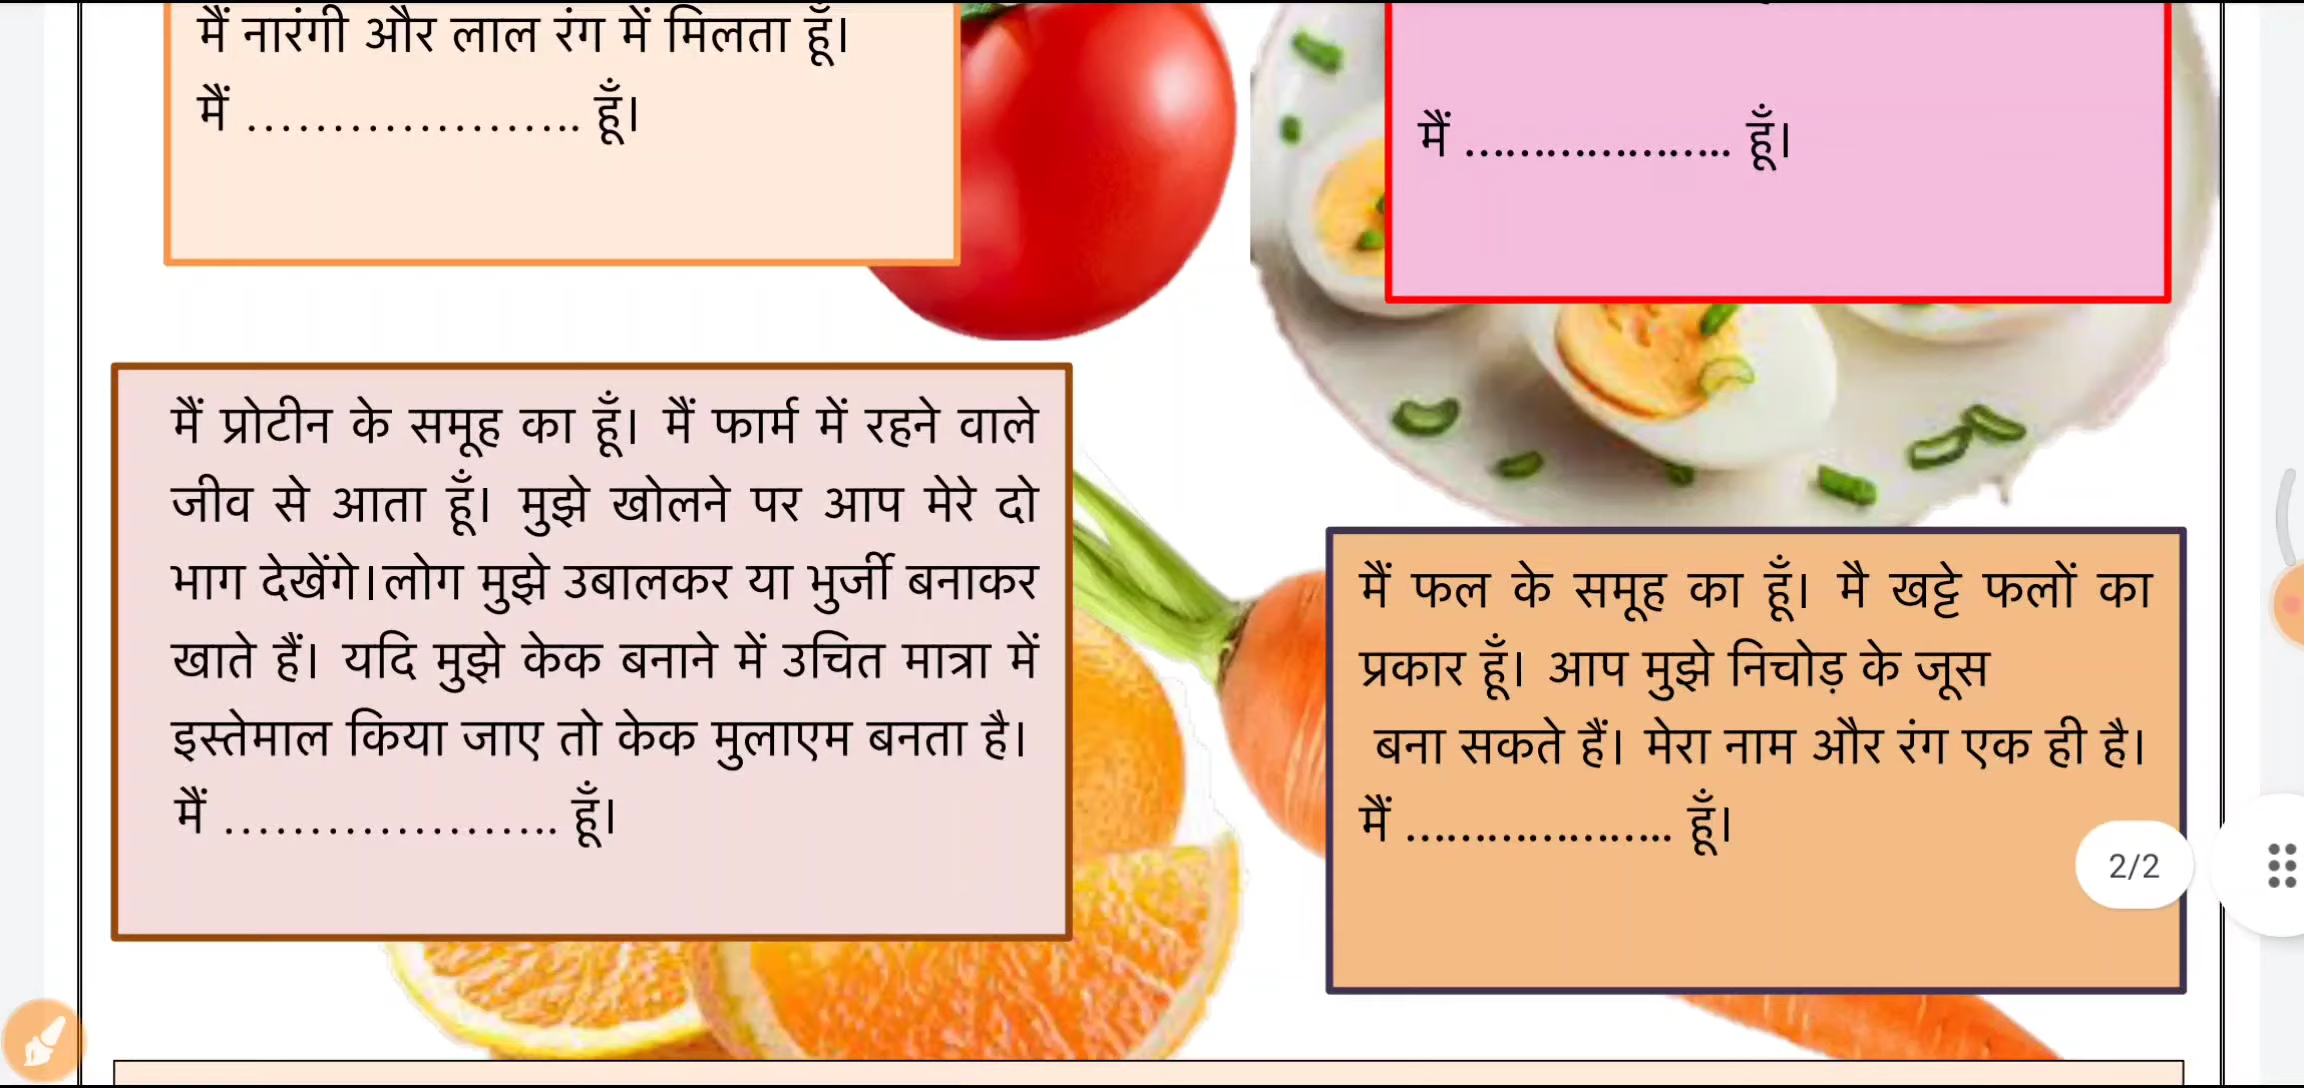 मैं नारंगी और लाल रंग में मिलता हूँ।
मैं .................... हूँ।
मैं .................... हूँ।
मैं प्रोटीन के समूह का हूँ। मैं फार्म में रहने वाले
जीव से आता हूँ। मुझे खोलने पर आप मेरे दो
भाग देखेंगे।लोग मुझे उबालकर या भुर्जी बनाकर
खाते हैं। यदि मुझे केक बनाने में उचित मात्रा में
इस्तेमाल किया जाए तो केक मुलाएम बनता है।
मैं .................... हूँ।
मैं फल के समूह का हूँ। मै खट्टे फलों का
प्रकार हूँ। आप मुझे निचोड़ के जूस
बना सकते हैं। मेरा नाम और रंग एक ही है।
मैं .................... हूँ।
2/2